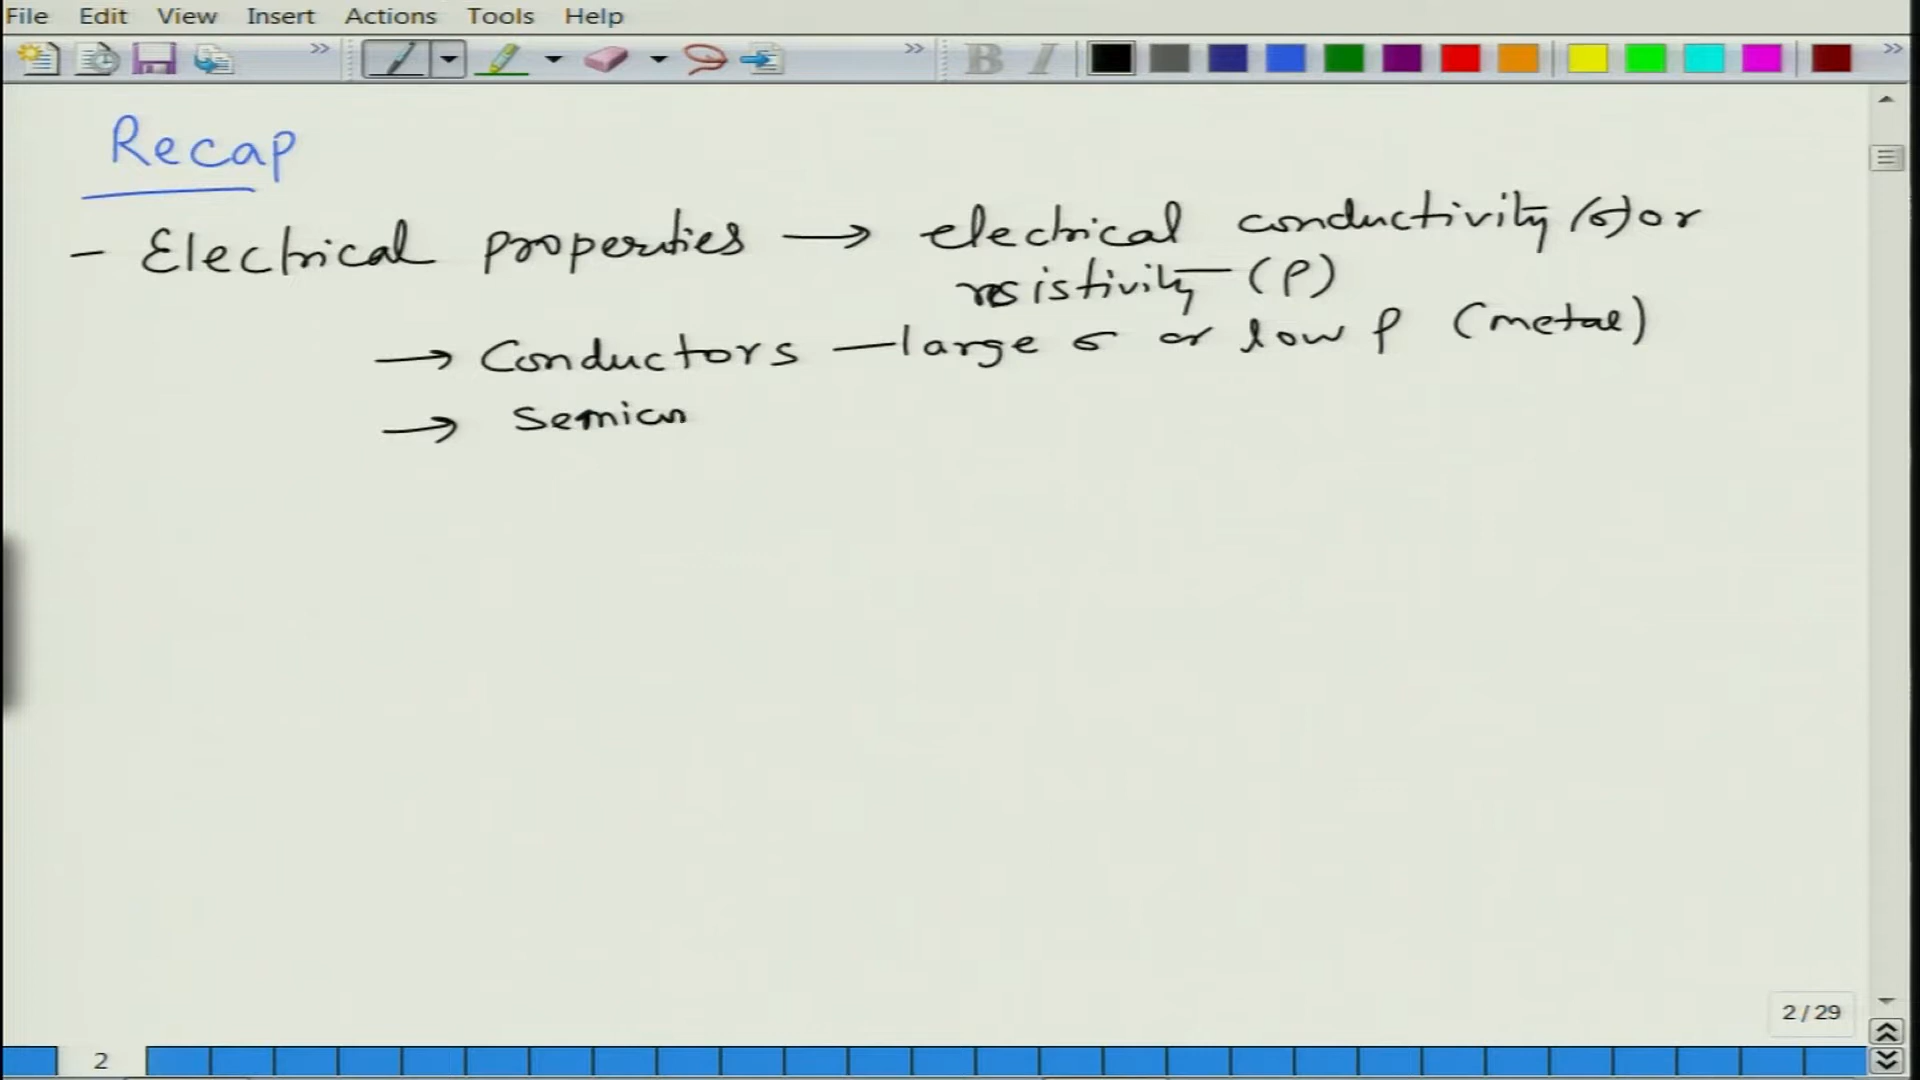 File Edit View Insert Actions Tools Help
B I
Recap
- Electrical properties → electrical conductivity (σ) or
resistivity (ρ)
→ Conductors - large σ or low ρ (metal)
→ Semicon
2 / 29
2